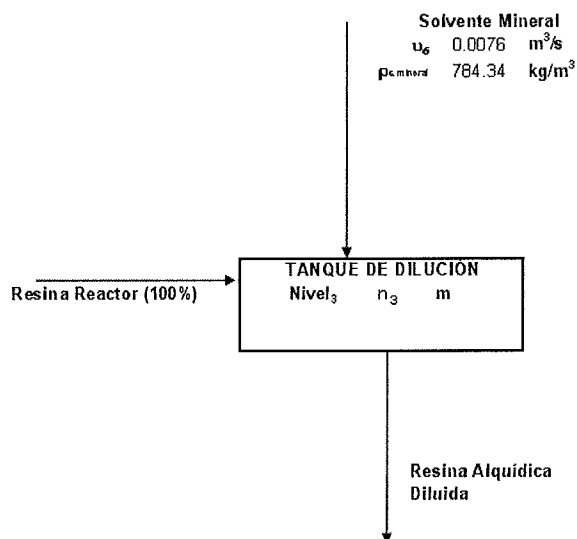 Solvente Mineral
υ₆ 0.0076 m³/s
ρs.mineral 784.34 kg/m³
TANQUE DE DILUCIÓN
Resina Reactor (100%) Nivel₃ n₃ m
Resina Alquídica
Diluida